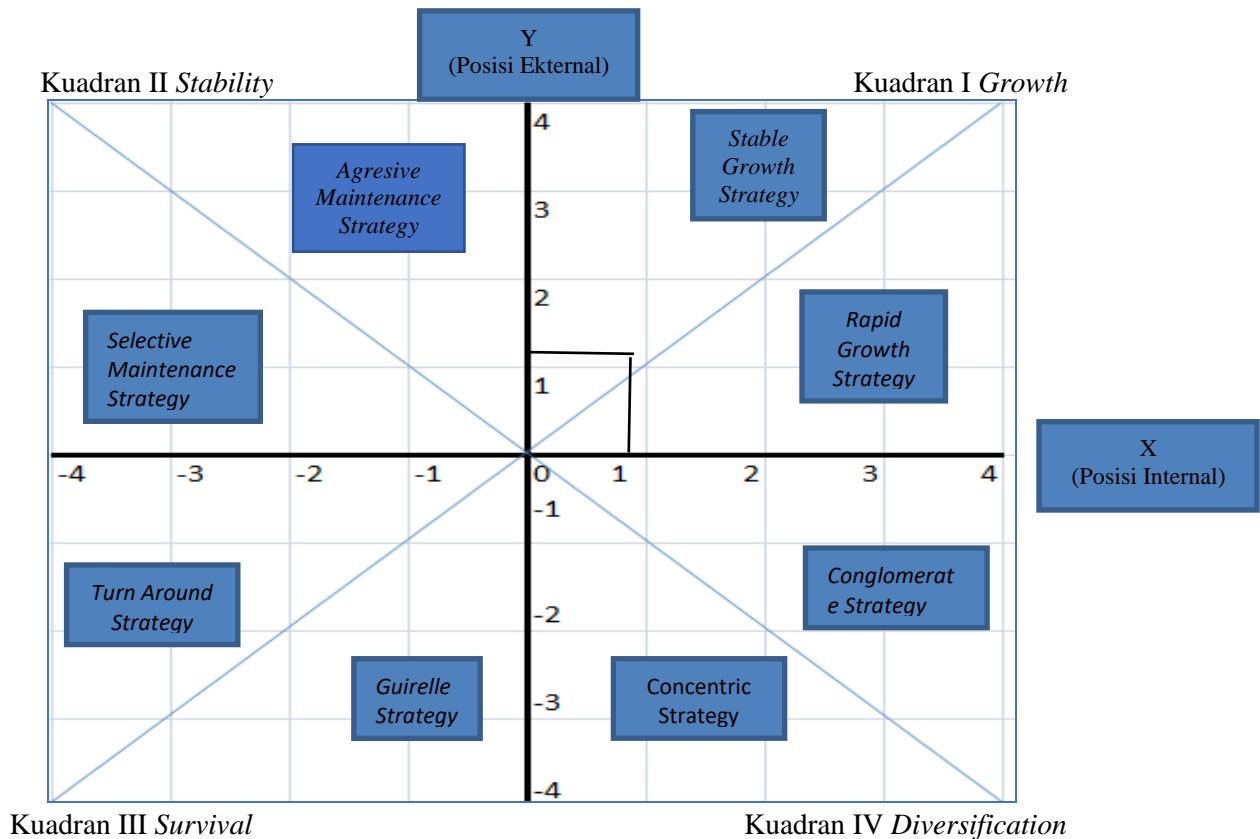 Y
(Posisi Ekternal)
Kuadran II Stability
Kuadran I Growth
4
Stable
Growth
Strategy
Agresive
Maintenance
Strategy
3
2
Rapid
Growth
Strategy
Selective
Maintenance
Strategy
1
X
(Posisi Internal)
-4 -2 -1 0 1 2 3 4
-1
Conglomerat
e Strategy
Turn Around
Strategy
-2
Guirelle
Strategy
Concentric
Strategy
-3
-4
Kuadran III Survival
Kuadran IV Diversification